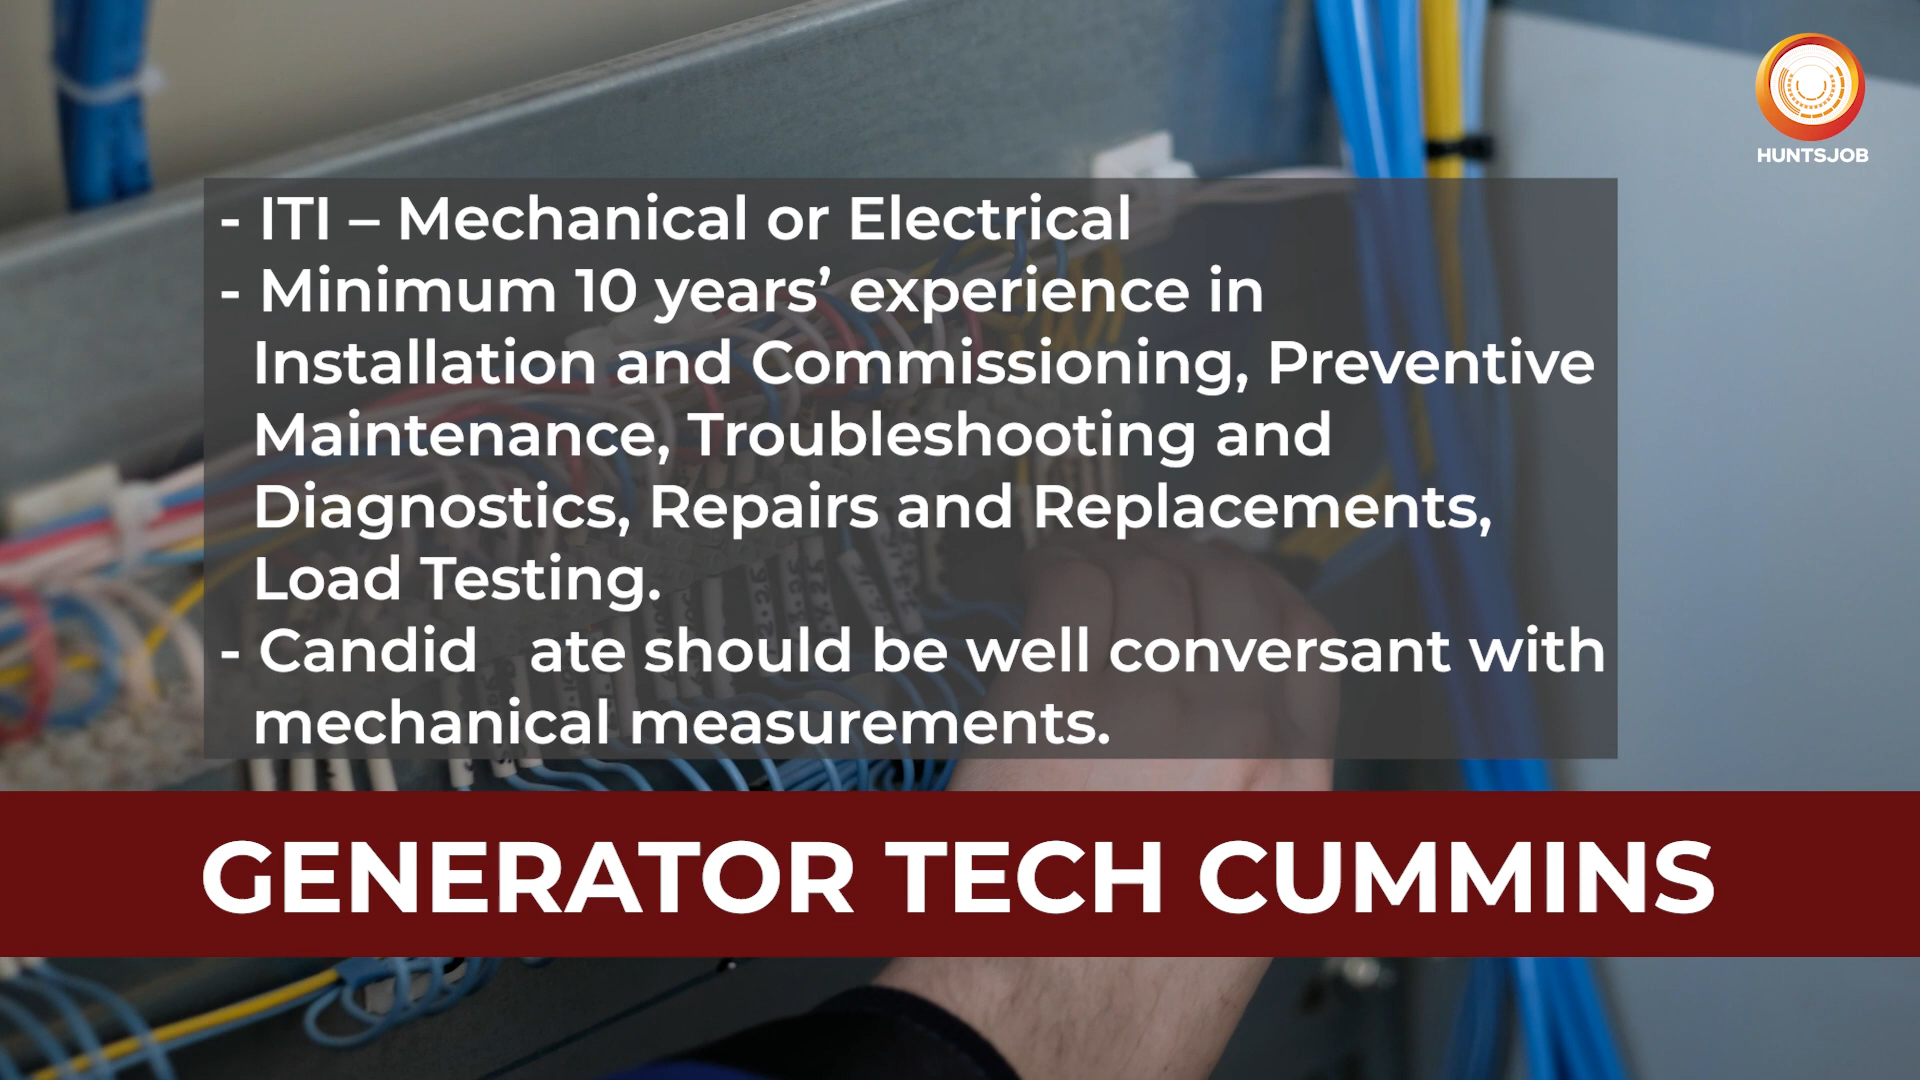 HUNTSJOB
- ITI – Mechanical or Electrical
- Minimum 10 years’ experience in
Installation and Commissioning, Preventive
Maintenance, Troubleshooting and
Diagnostics, Repairs and Replacements,
Load Testing.
- Candid   ate should be well conversant with
mechanical measurements.
GENERATOR TECH CUMMINS